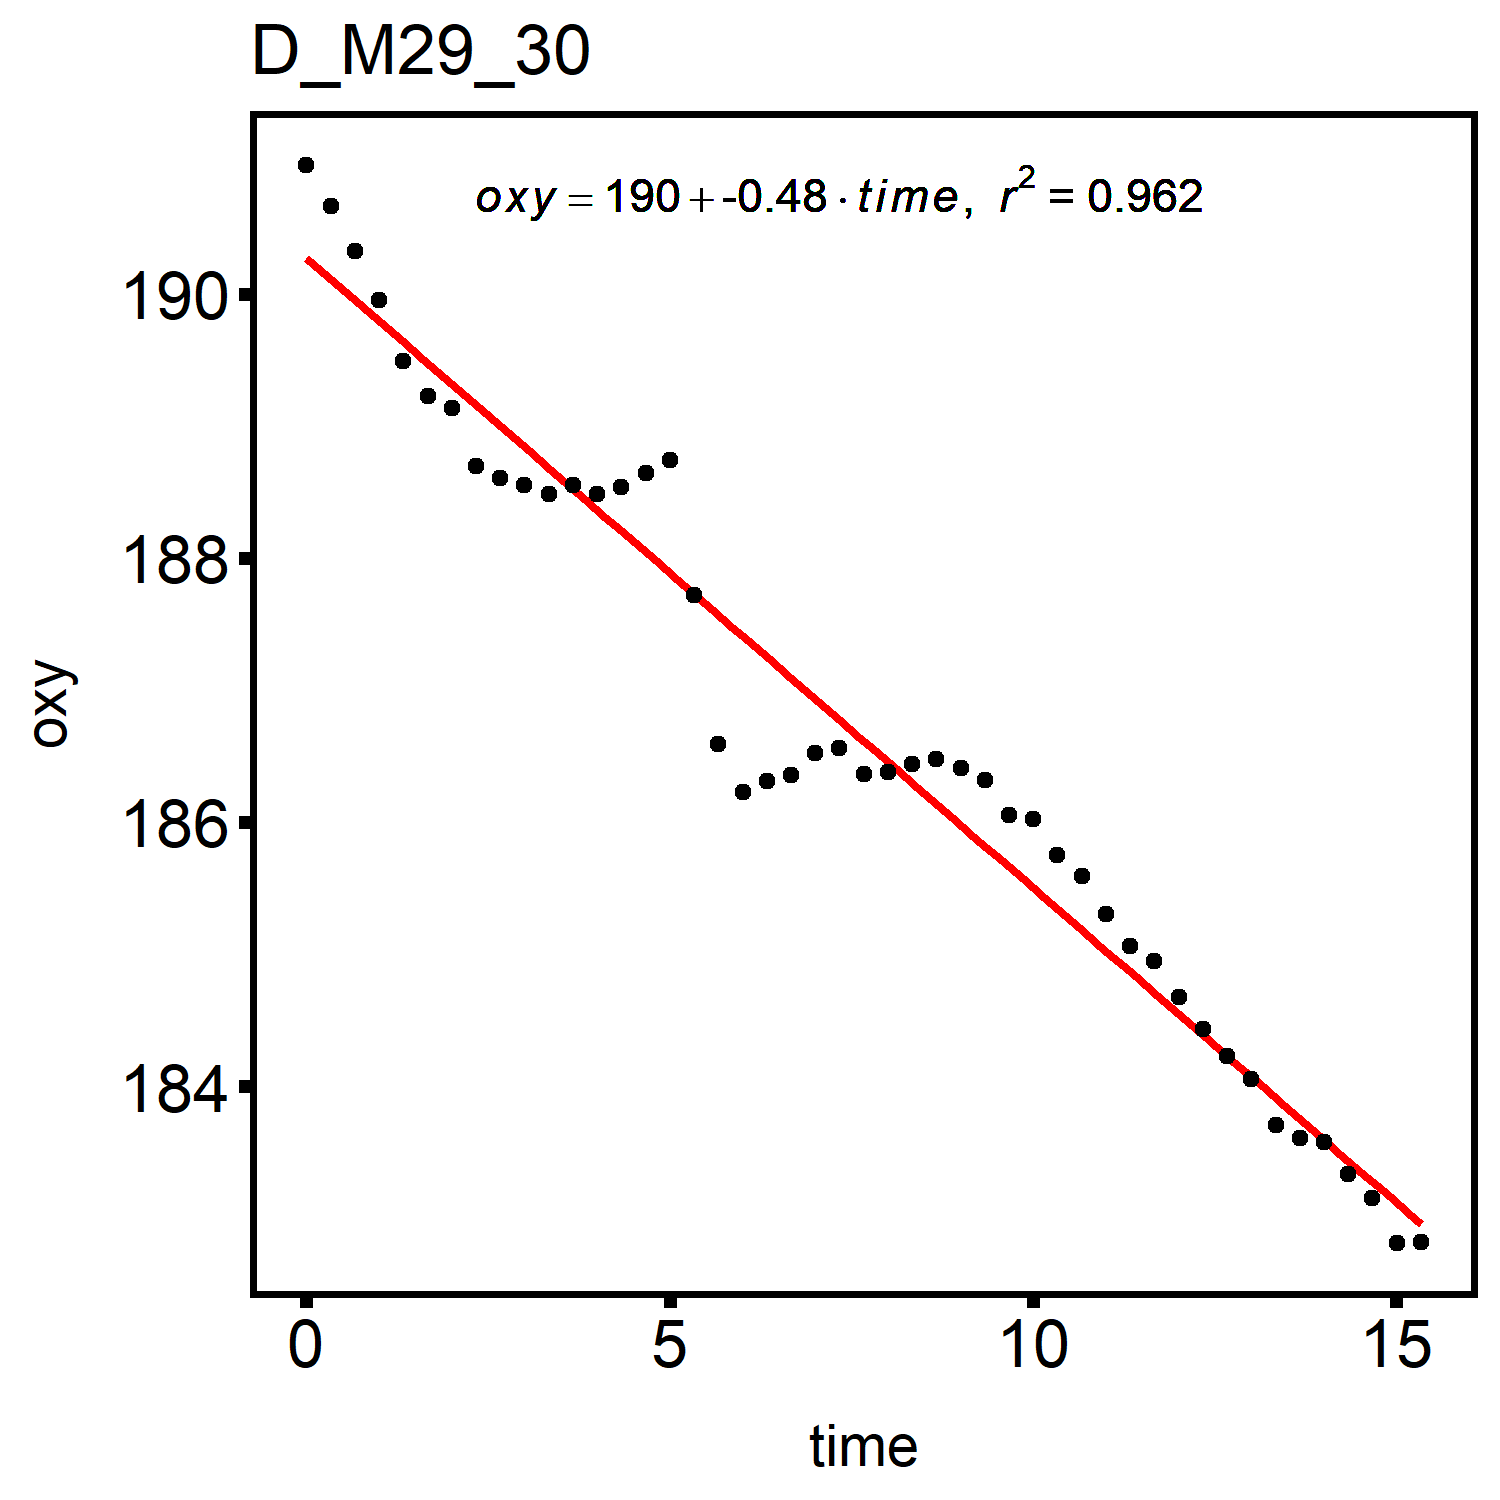 D_M29_30
oxy = 190 + -0.48 · time, r² = 0.962
190
188
186
184
oxy
0 5 10 15
time